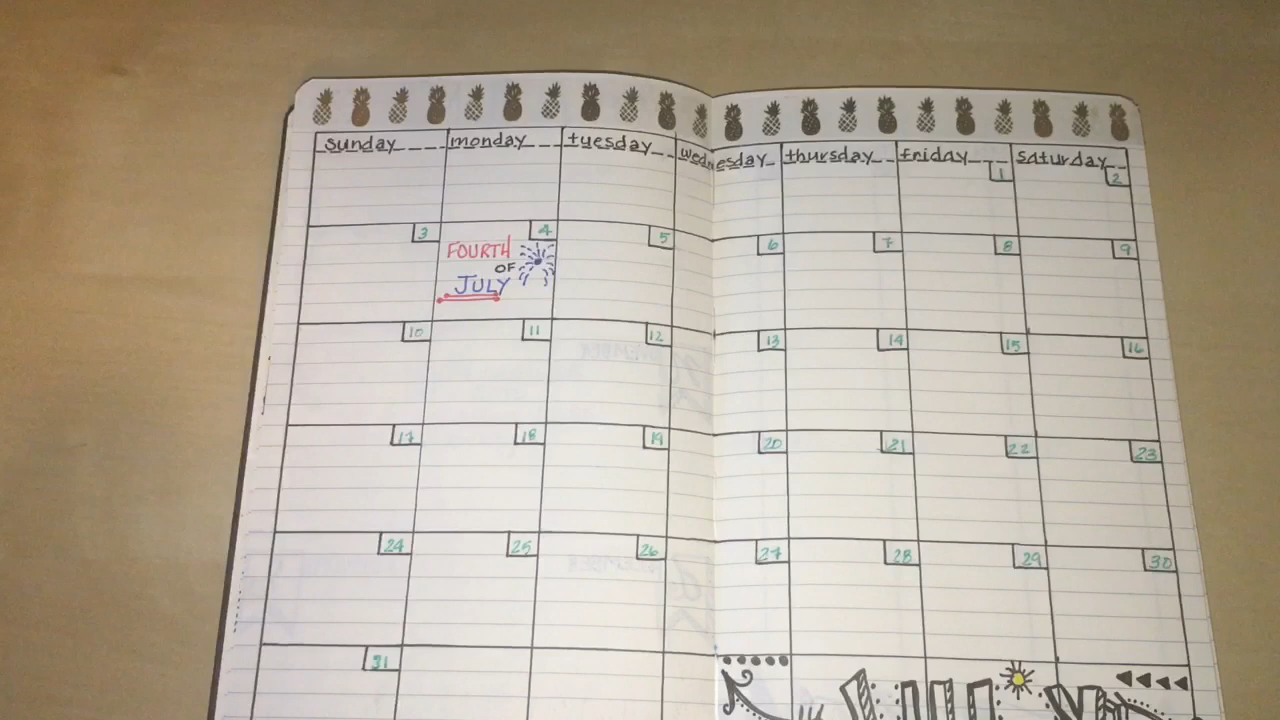 sunday monday tuesday wednesday thursday friday saturday
1 2
3 4 5 6 7 8 9
FOURTH
OF
JULY
10 11 12 13 14 15 16
17 18 19 20 21 22 23
24 25 26 27 28 29 30
31